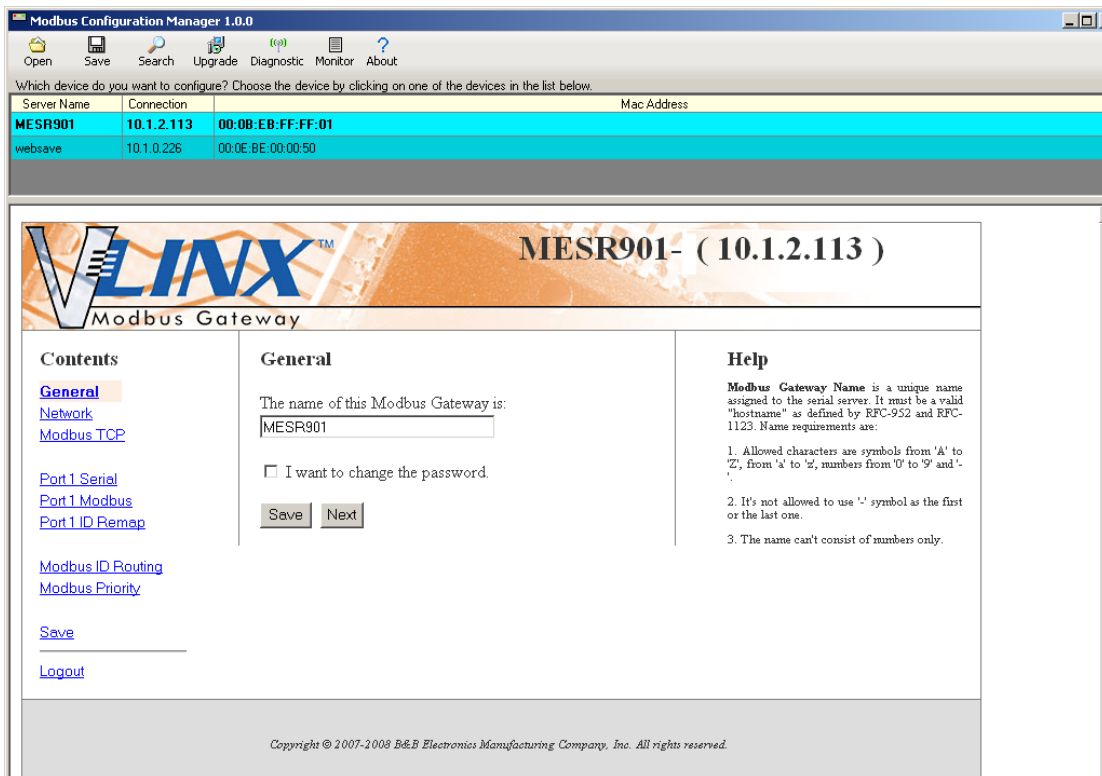 Modbus Configuration Manager 1.0.0
Open Save Search Upgrade Diagnostic Monitor About
Which device do you want to configure? Choose the device by clicking on one of the devices in the list below.
Server Name Connection Mac Address
MESR901 10.1.2.113 00:0B:EB:FF:FF:01
websave 10.1.0.226 00:0E:BE:00:00:50
VLINX™
Modbus Gateway
MESR901- ( 10.1.2.113 )
Contents
General
Network
Modbus TCP
Port 1 Serial
Port 1 Modbus
Port 1 ID Remap
Modbus ID Routing
Modbus Priority
Save
Logout
General
The name of this Modbus Gateway is:
MESR901
I want to change the password.
Save Next
Help
Modbus Gateway Name is a unique name
assigned to the serial server. It must be a valid
"hostname" as defined by RFC-952 and RFC-
1123. Name requirements are:
1. Allowed characters are symbols from 'A' to
'Z', from 'a' to 'z', numbers from '0' to '9' and '-
'.
2. It's not allowed to use '-' symbol as the first
or the last one.
3. The name can't consist of numbers only.
Copyright © 2007-2008 B&B Electronics Manufacturing Company, Inc. All rights reserved.